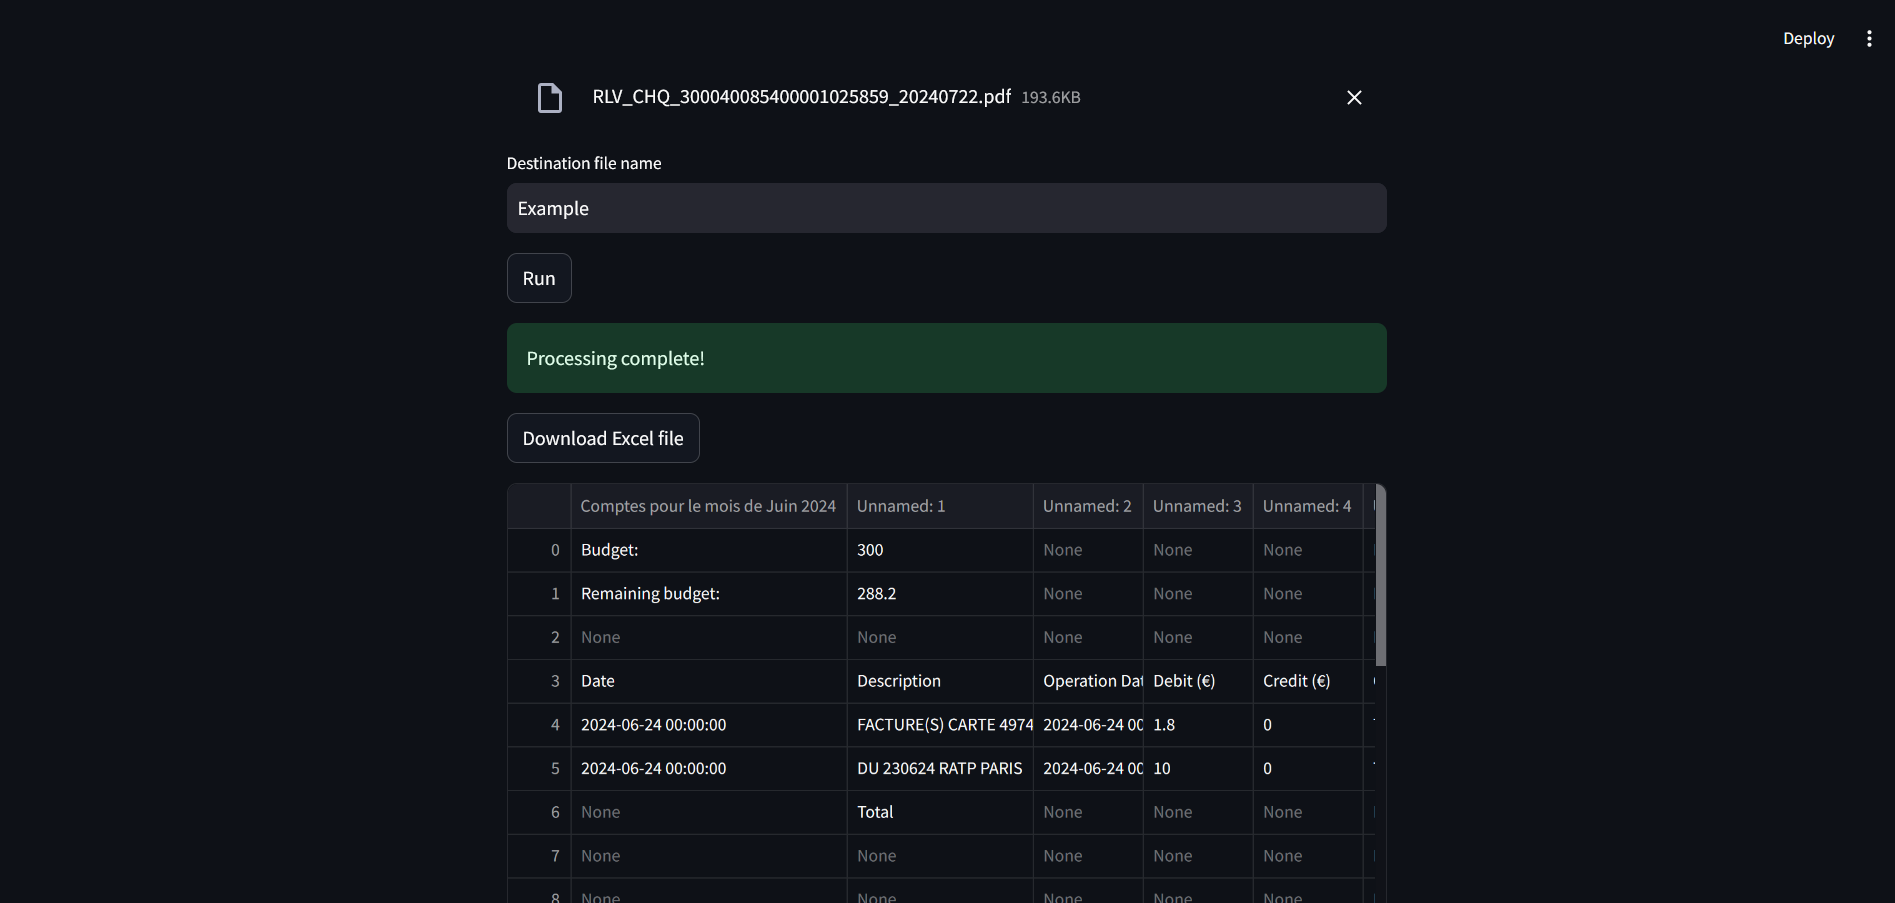 Deploy
RLV_CHQ_300040085400001025859_20240722.pdf 193.6KB
Destination file name
Example
Run
Processing complete!
Download Excel file
Comptes pour le mois de Juin 2024 Unnamed: 1 Unnamed: 2 Unnamed: 3 Unnamed: 4
0 Budget: 300 None None None
1 Remaining budget: 288.2 None None None
2 None None None None None
3 Date Description Operation Dat Debit (€) Credit (€)
4 2024-06-24 00:00:00 FACTURE(S) CARTE 4974 2024-06-24 00 1.8 0
5 2024-06-24 00:00:00 DU 230624 RATP PARIS 2024-06-24 00 10 0
6 None Total None None None
7 None None None None None
8 None None None None None